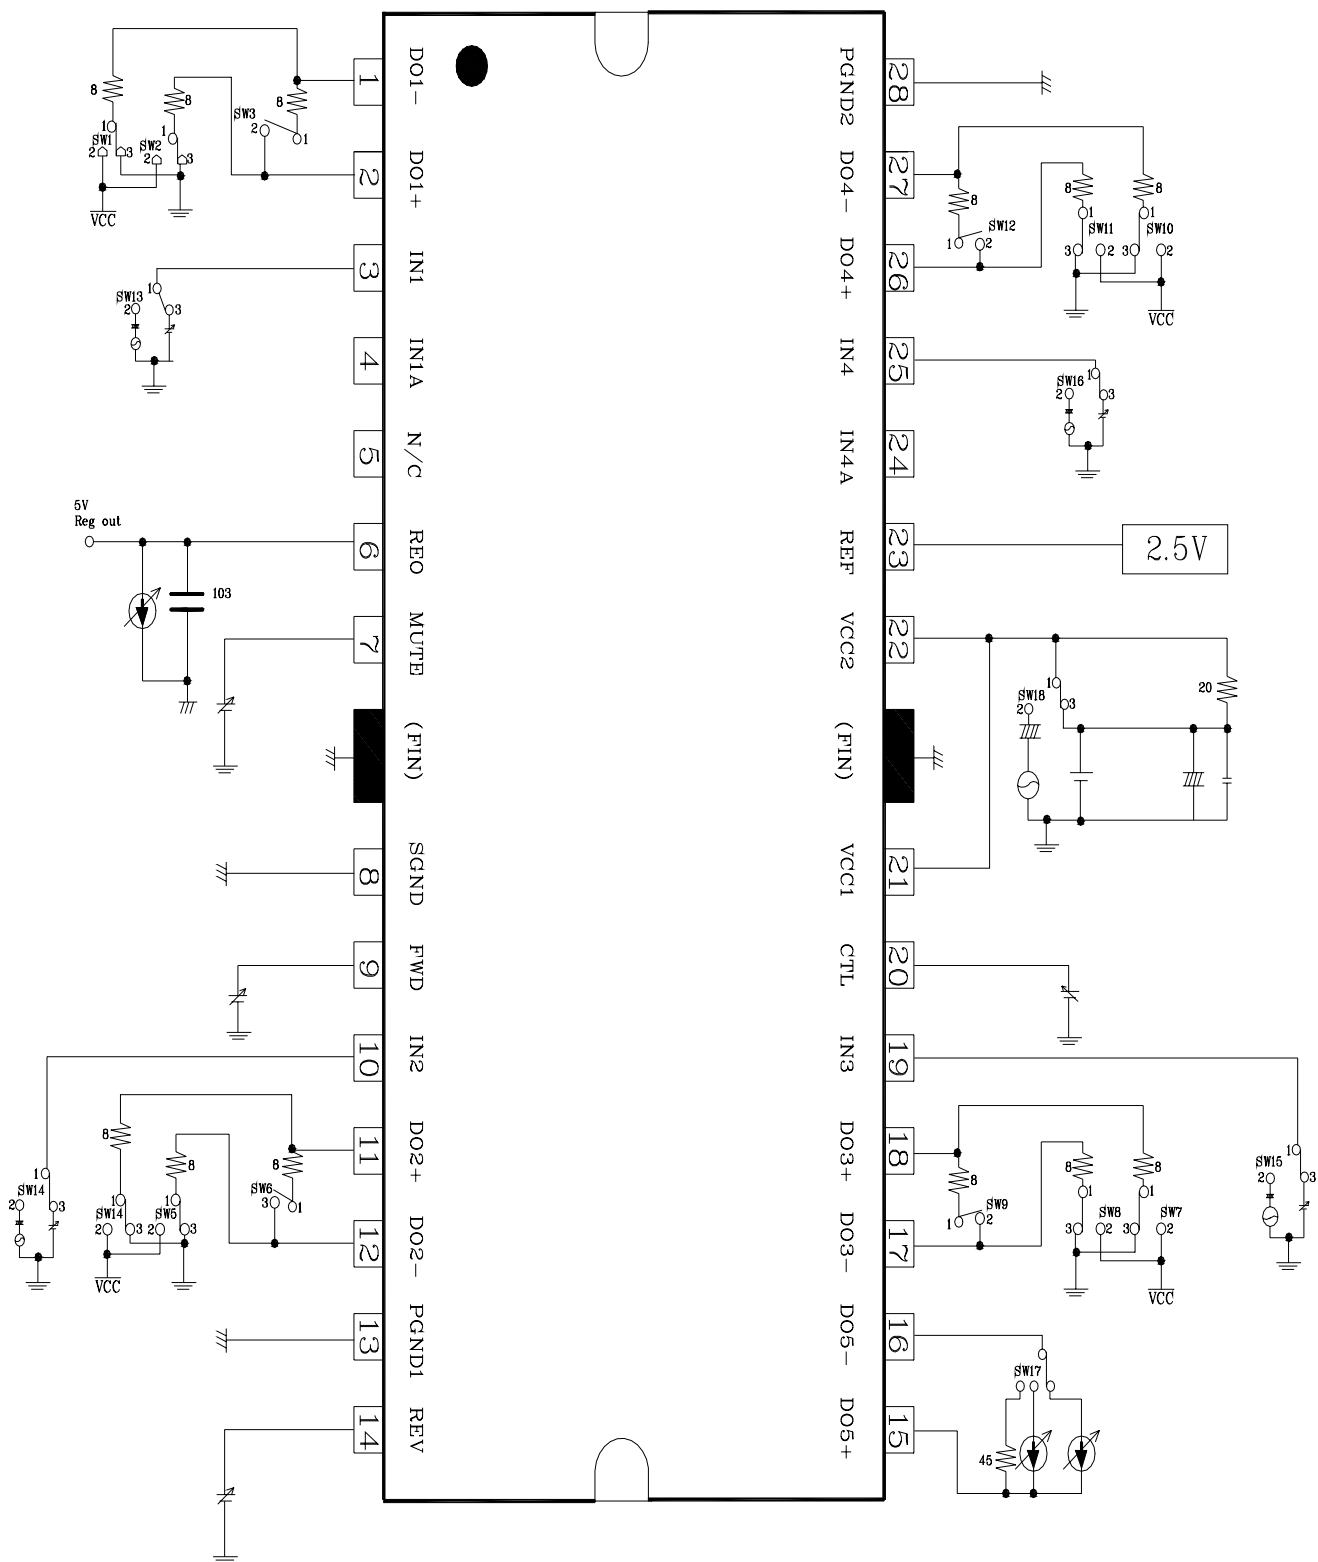 DO1- 1
8
8
8
SW3
2 1
1
SW1
2 3
1
SW2
2 3
VCC
DO1+ 2
IN1 3
1
SW13
2 3
IN1A 4
N/C 5
5V
Reg out
REO 6
103
MUTE 7
(FIN)
SGND 8
FWD 9
IN2 10
1
SW14
2 3
DO2+ 11
8
8
8
SW6
3 1
1
SW14
2 3
1
SW5
2 3
VCC
DO2- 12
PGND1 13
REV 14
PGND2 28
DO4- 27
8
8
8
SW12
1 2
1
SW11
3 2
1
SW10
3 2
VCC
DO4+ 26
IN4 25
1
SW16
2 3
IN4A 24
REF 23
2.5V
VCC2 22
1
SW18
2 3
20
(FIN)
VCC1 21
CTL 20
IN3 19
1
SW15
2 3
DO3+ 18
8
8
8
SW9
1 2
1
SW8
3 2
1
SW7
3 2
VCC
DO3- 17
DO5- 16
SW17
45
DO5+ 15